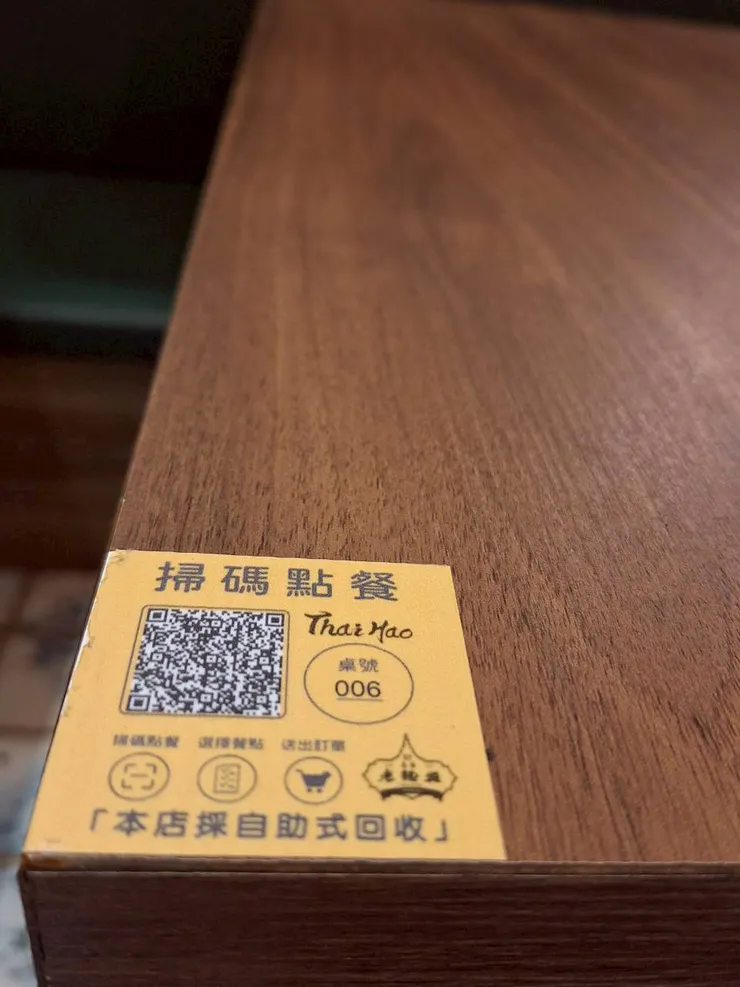 掃碼點餐
Thai Hao
桌號
006
掃碼點餐 選擇餐點 送出訂單
「本店採自助式回收」